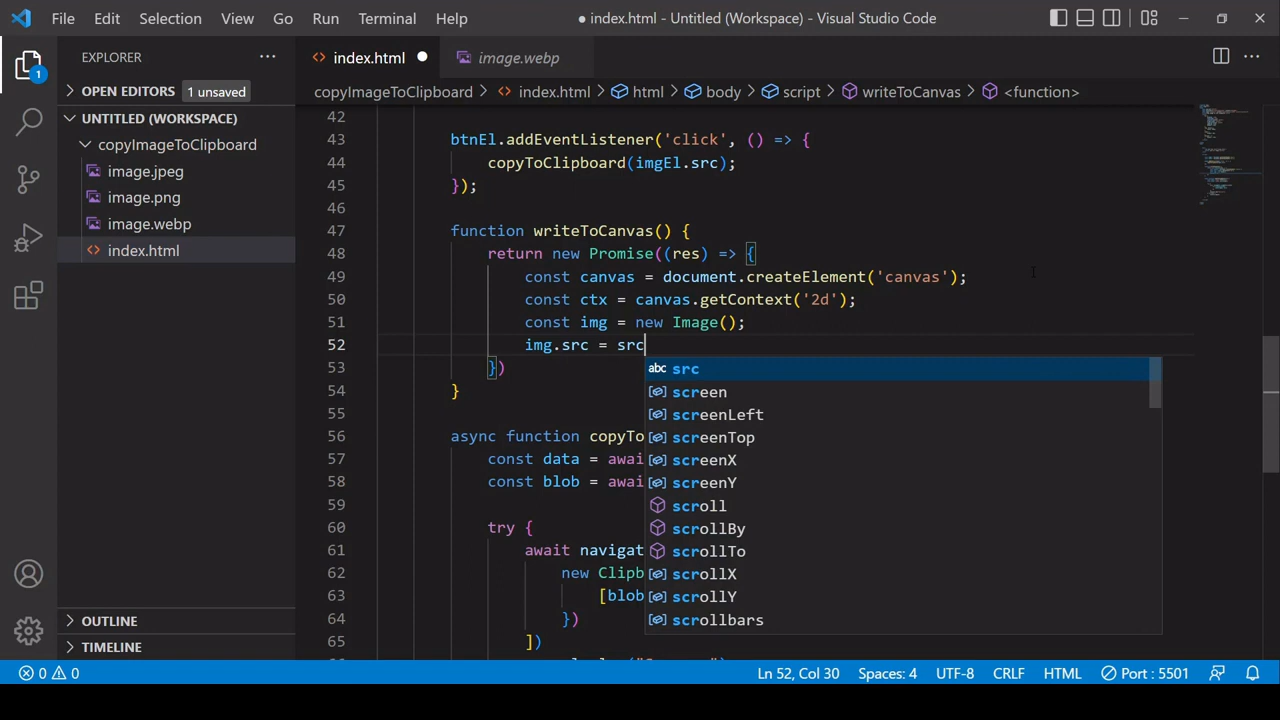 File Edit Selection View Go Run Terminal Help ● index.html - Untitled (Workspace) - Visual Studio Code
EXPLORER
1
OPEN EDITORS 1 unsaved
UNTITLED (WORKSPACE)
copyImageToClipboard
image.jpeg
image.png
image.webp
index.html
OUTLINE
TIMELINE
index.html image.webp
copyImageToClipboard > index.html > html > body > script > writeToCanvas > <function>
42
43 btnEl.addEventListener('click', () => {
44 copyToClipboard(imgEl.src);
45 });
46
47 function writeToCanvas() {
48 return new Promise((res) => {
49 const canvas = document.createElement('canvas');
50 const ctx = canvas.getContext('2d');
51 const img = new Image();
52 img.src = src
53 })
54 }
55
56 async function copyTo
57 const data = awai
58 const blob = awai
59
60 try {
61 await navigat
62 new Clipb
63 [blob
64 })
65 ])
abc src
screen
screenLeft
screenTop
screenX
screenY
scroll
scrollBy
scrollTo
scrollX
scrollY
scrollbars
0 0 Ln 52, Col 30 Spaces: 4 UTF-8 CRLF HTML Port : 5501